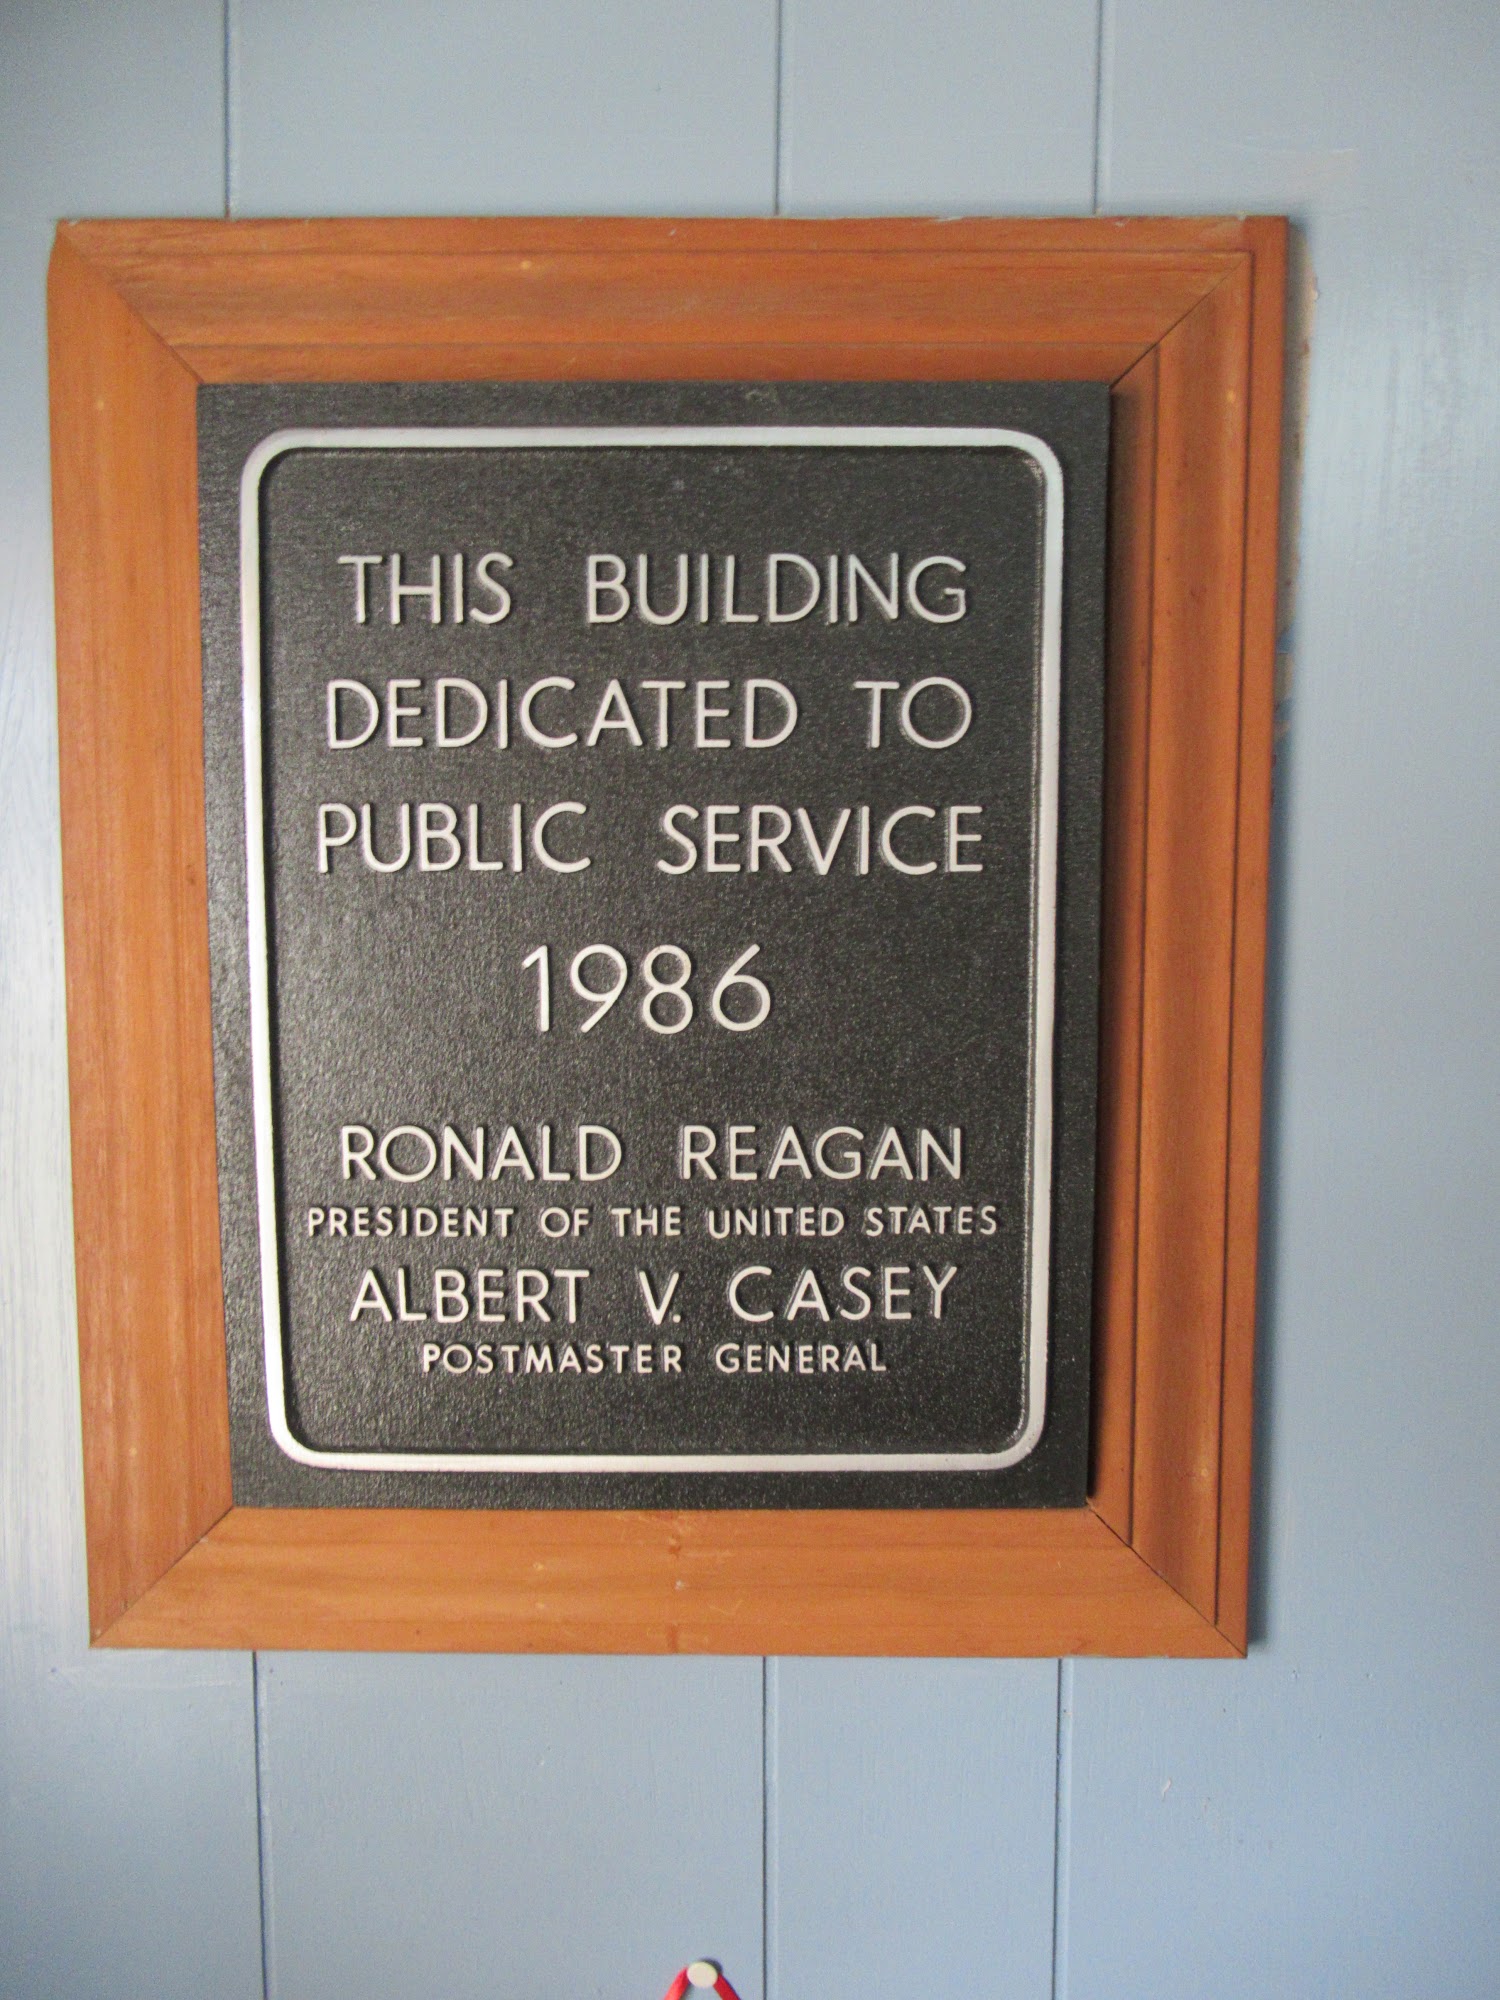 THIS BUILDING
DEDICATED TO
PUBLIC SERVICE
1986
RONALD REAGAN
PRESIDENT OF THE UNITED STATES
ALBERT V. CASEY
POSTMASTER GENERAL